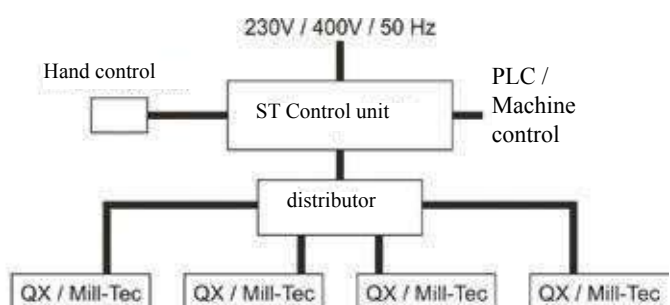 230V / 400V / 50 Hz
Hand control
ST Control unit
PLC /
Machine
control
distributor
QX / Mill-Tec
QX / Mill-Tec
QX / Mill-Tec
QX / Mill-Tec